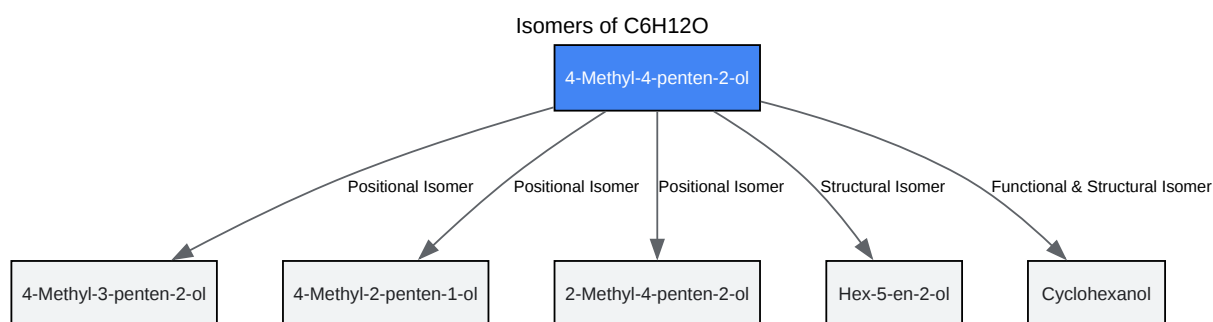 Isomers of C6H12O
4-Methyl-4-penten-2-ol
Positional Isomer
Positional Isomer
Positional Isomer
Structural Isomer
Functional & Structural Isomer
4-Methyl-3-penten-2-ol
4-Methyl-2-penten-1-ol
2-Methyl-4-penten-2-ol
Hex-5-en-2-ol
Cyclohexanol